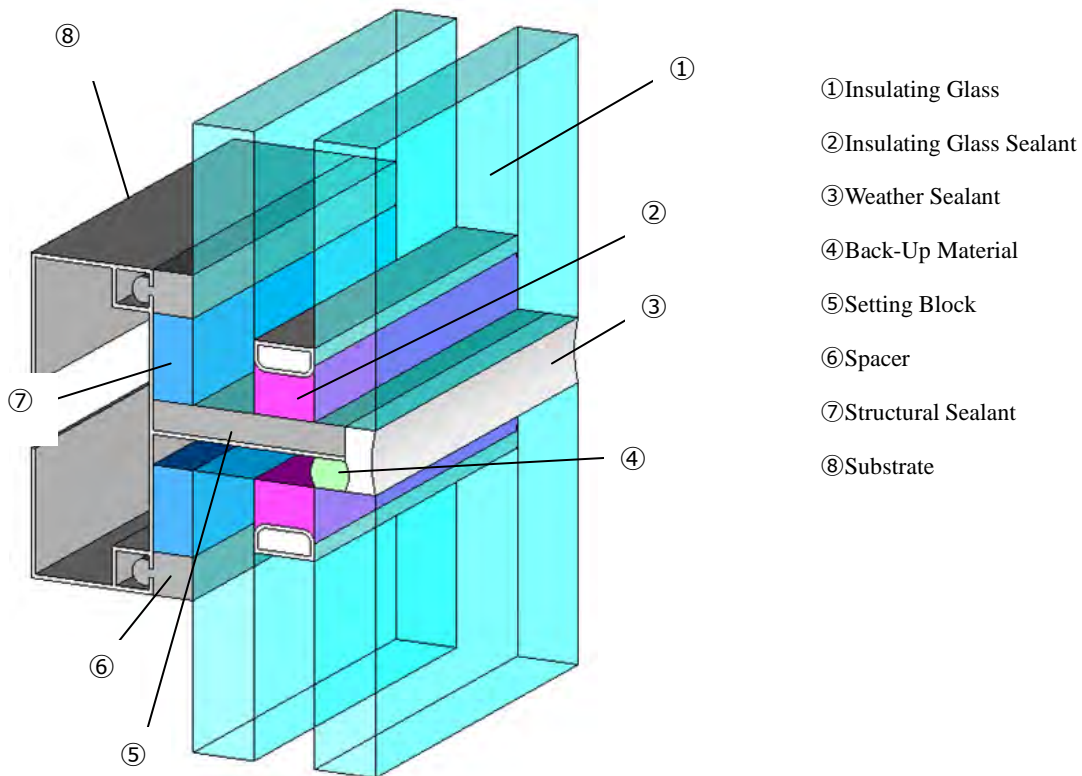 ⑧
①
②
③
⑦
④
⑥
⑤
①Insulating Glass
②Insulating Glass Sealant
③Weather Sealant
④Back-Up Material
⑤Setting Block
⑥Spacer
⑦Structural Sealant
⑧Substrate